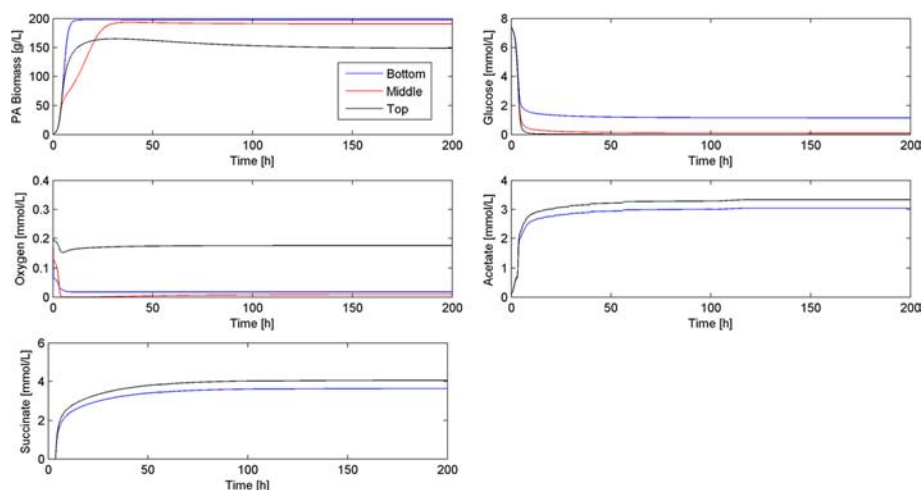 PA Biomass [g/L]
200
150
100
50
0
0 50 100 150 200
Time [h]
Bottom
Middle
Top
Glucose [mmol/L]
8
6
4
2
0
0 50 100 150 200
Time [h]
Oxygen [mmol/L]
0.4
0.3
0.2
0.1
0
0 50 100 150 200
Time [h]
Acetate [mmol/L]
4
3
2
1
0
0 50 100 150 200
Time [h]
Succinate [mmol/L]
6
4
2
0
0 50 100 150 200
Time [h]